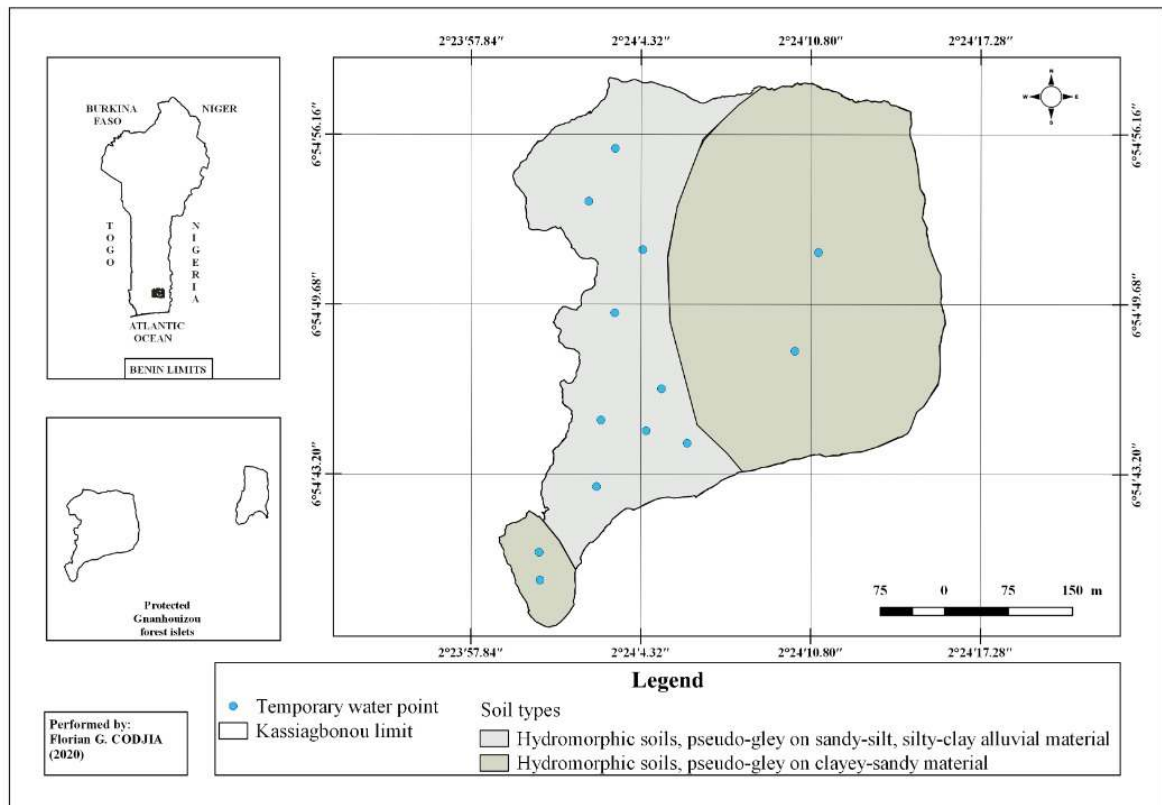 2°23'57.84" 2°24'4.32" 2°24'10.80" 2°24'17.28"
N
W E
S
6°54'56.16" 6°54'56.16"
6°54'49.68" 6°54'49.68"
6°54'43.20" 6°54'43.20"
BURKINA
FASO
NIGER
TOGO
NIGERIA
ATLANTIC
OCEAN
BENIN LIMITS
Protected
Gnanhouizou
forest islets
75 0 75 150 m
2°23'57.84" 2°24'4.32" 2°24'10.80" 2°24'17.28"
Performed by:
Florian G. CODJIA
(2020)
Legend
Temporary water point
Kassiagbonou limit
Soil types
Hydromorphic soils, pseudo-gley on sandy-silt, silty-clay alluvial material
Hydromorphic soils, pseudo-gley on clayey-sandy material